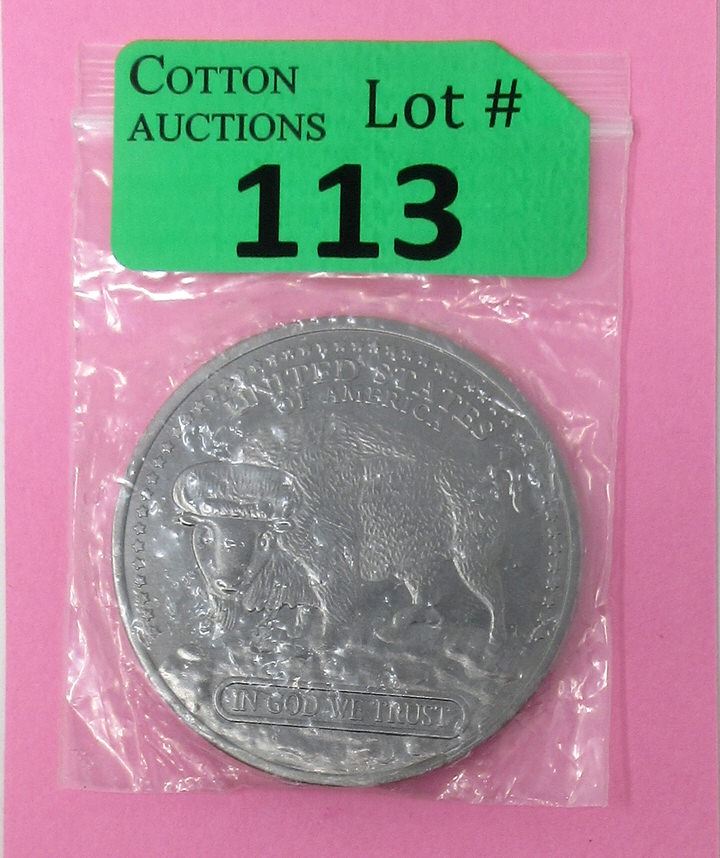 COTTON
AUCTIONS
Lot #
113
UNITED STATES
OF AMERICA
IN GOD WE TRUST